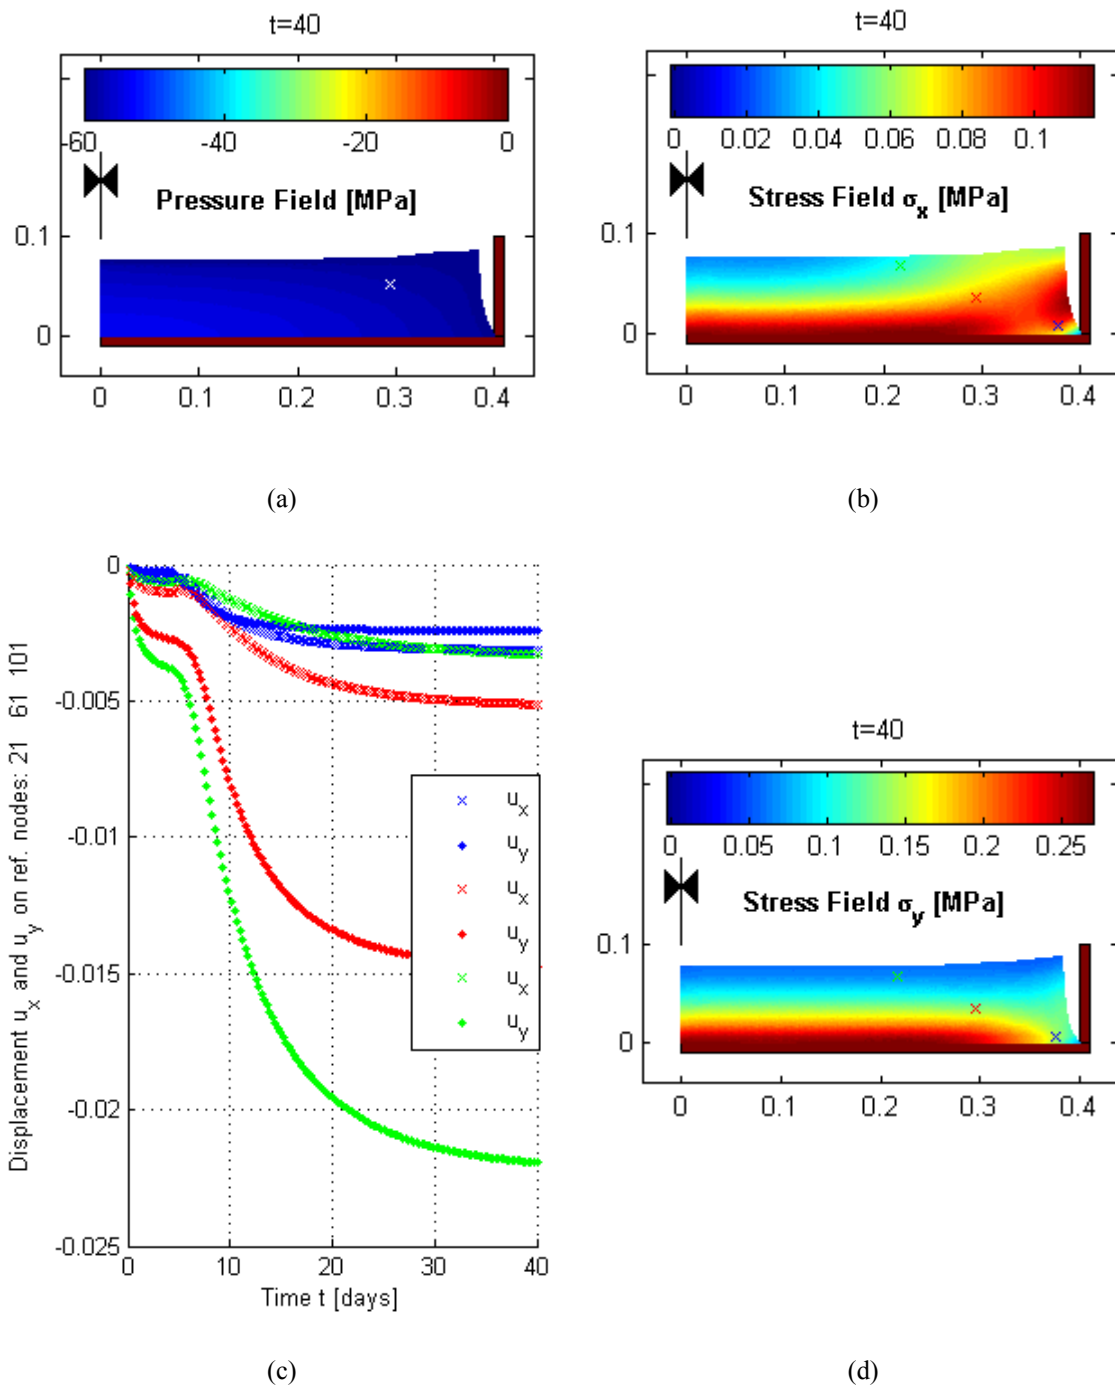 t=40
-60 -40 -20 0
Pressure Field [MPa]
0.1
0
0 0.1 0.2 0.3 0.4
(a)
t=40
0 0.02 0.04 0.06 0.08 0.1
Stress Field σx [MPa]
0.1
0
0 0.1 0.2 0.3 0.4
(b)
Displacement ux and uy on ref. nodes: 21 61 101
0
-0.005
-0.01
-0.015
-0.02
-0.025
0 10 20 30 40
Time t [days]
ux
uy
ux
uy
ux
uy
(c)
t=40
0 0.05 0.1 0.15 0.2 0.25
Stress Field σy [MPa]
0.1
0
0 0.1 0.2 0.3 0.4
(d)